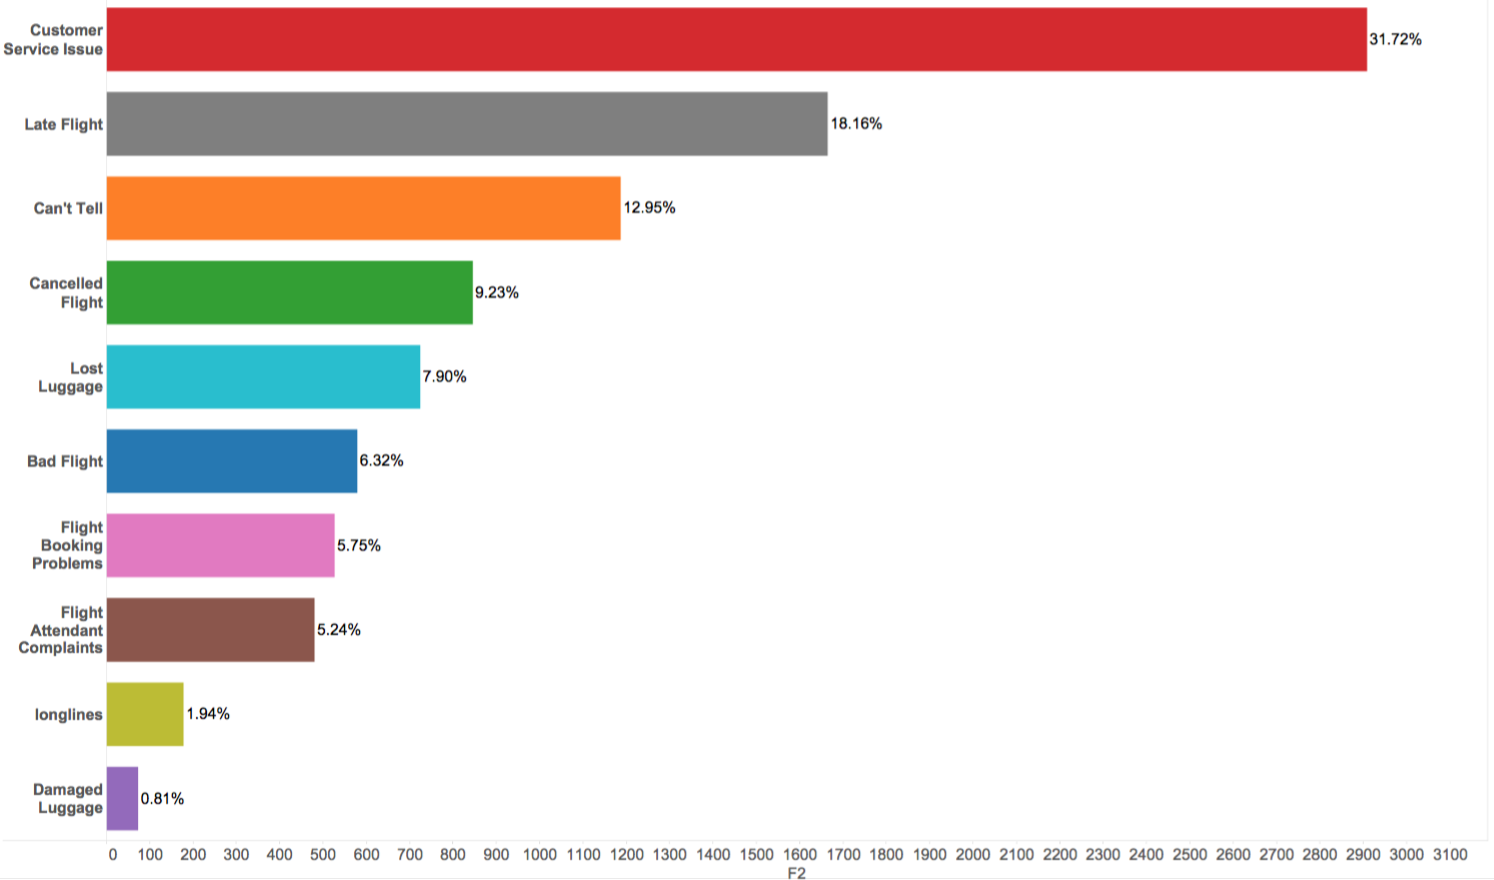 Customer
Service Issue
31.72%
Late Flight
18.16%
Can't Tell
12.95%
Cancelled
Flight
9.23%
Lost
Luggage
7.90%
Bad Flight
6.32%
Flight
Booking
Problems
5.75%
Flight
Attendant
Complaints
5.24%
longlines
1.94%
Damaged
Luggage
0.81%
0 100 200 300 400 500 600 700 800 900 1000 1100 1200 1300 1400 1500 1600 1700 1800 1900 2000 2100 2200 2300 2400 2500 2600 2700 2800 2900 3000 3100
F2